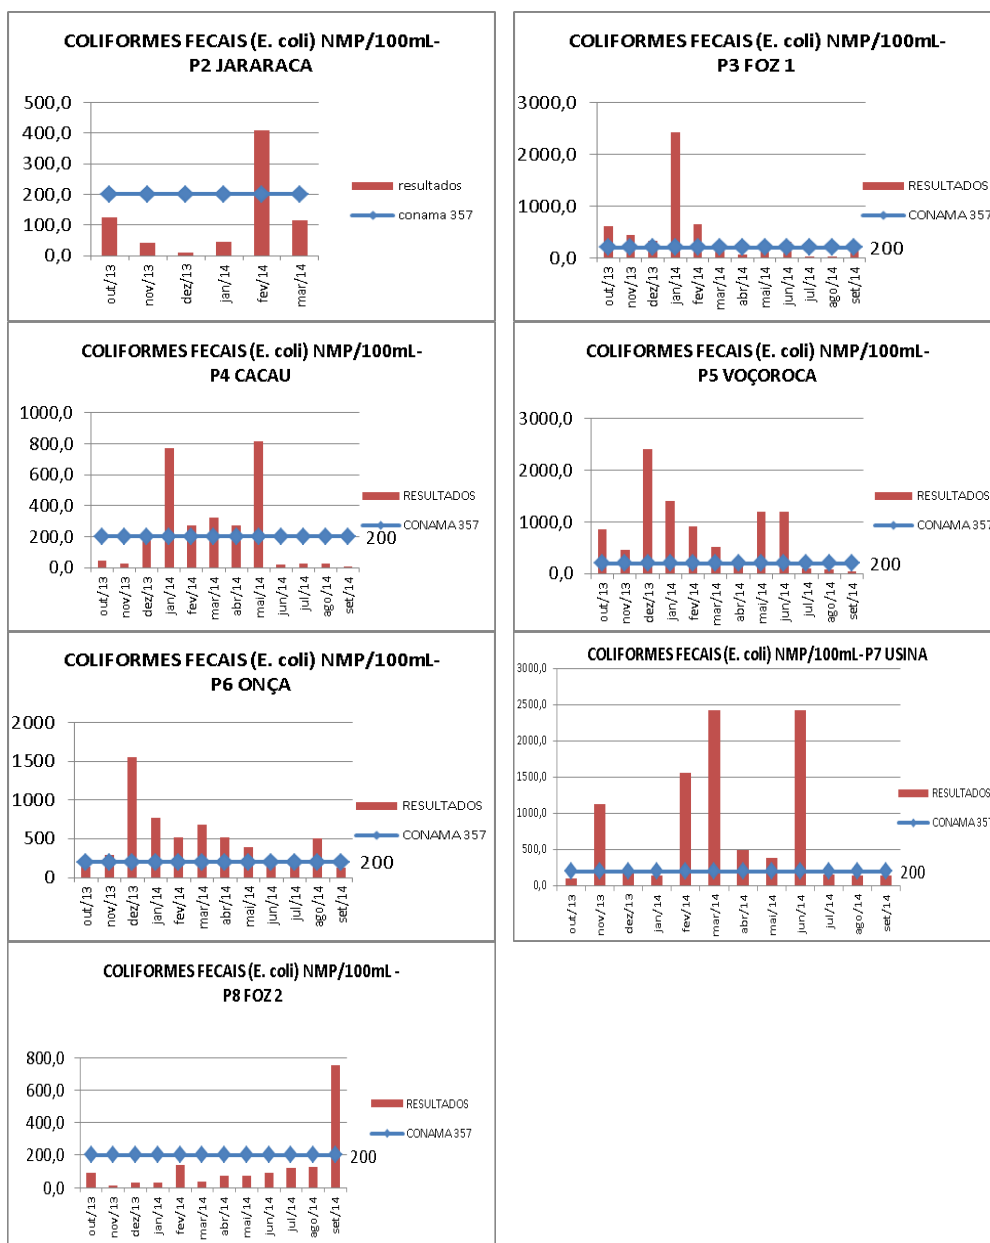 COLIFORMES FECAIS (E. coli) NMP/100mL-
P2 JARARACA
500,0
400,0
300,0
200,0
100,0
0,0
out/13
nov/13
dez/13
jan/14
fev/14
mar/14
resultados
conama 357
COLIFORMES FECAIS (E. coli) NMP/100mL-
P3 FOZ 1
3000,0
2000,0
1000,0
0,0
out/13
nov/13
dez/13
jan/14
fev/14
mar/14
abr/14
mai/14
jun/14
jul/14
ago/14
set/14
RESULTADOS
CONAMA 357
200
COLIFORMES FECAIS (E. coli) NMP/100mL-
P4 CACAU
1000,0
800,0
600,0
400,0
200,0
0,0
out/13
nov/13
dez/13
jan/14
fev/14
mar/14
abr/14
mai/14
jun/14
jul/14
ago/14
set/14
RESULTADOS
CONAMA 357
200
COLIFORMES FECAIS (E. coli) NMP/100mL-
P5 VOÇOROCA
3000,0
2000,0
1000,0
0,0
out/13
nov/13
dez/13
jan/14
fev/14
mar/14
abr/14
mai/14
jun/14
jul/14
ago/14
set/14
RESULTADOS
CONAMA 357
200
COLIFORMES FECAIS (E. coli) NMP/100mL-
P6 ONÇA
2000
1500
1000
500
0
out/13
nov/13
dez/13
jan/14
fev/14
mar/14
abr/14
mai/14
jun/14
jul/14
ago/14
set/14
RESULTADOS
CONAMA 357
200
COLIFORMES FECAIS (E. coli) NMP/100mL-P7 USINA
3000,0
2500,0
2000,0
1500,0
1000,0
500,0
0,0
out/13
nov/13
dez/13
jan/14
fev/14
mar/14
abr/14
mai/14
jun/14
jul/14
ago/14
set/14
RESULTADOS
CONAMA 357
200
COLIFORMES FECAIS (E. coli) NMP/100mL -
P8 FOZ 2
800,0
600,0
400,0
200,0
0,0
out/13
nov/13
dez/13
jan/14
fev/14
mar/14
abr/14
mai/14
jun/14
jul/14
ago/14
set/14
RESULTADOS
CONAMA 357
200